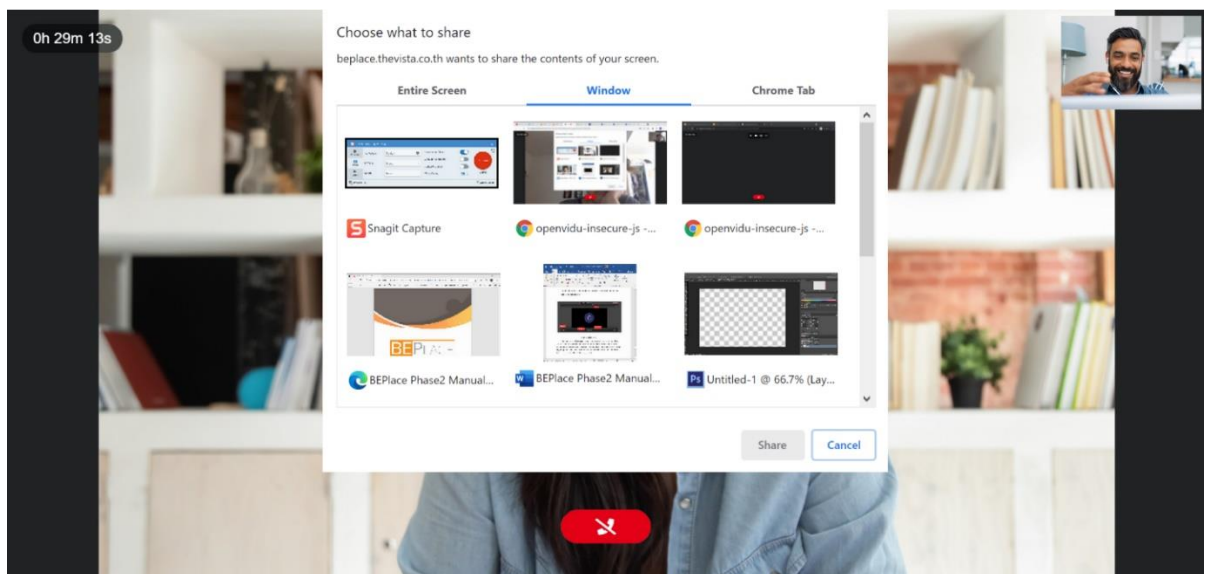 0h 29m 13s
Choose what to share
beplace.thevista.co.th wants to share the contents of your screen.
Entire Screen Window Chrome Tab
Snagit Capture openvidu-insecure-js -... openvidu-insecure-js -...
BEPlace Phase2 Manual... BEPlace Phase2 Manual... Untitled-1 @ 66.7% (Lay...
Share Cancel